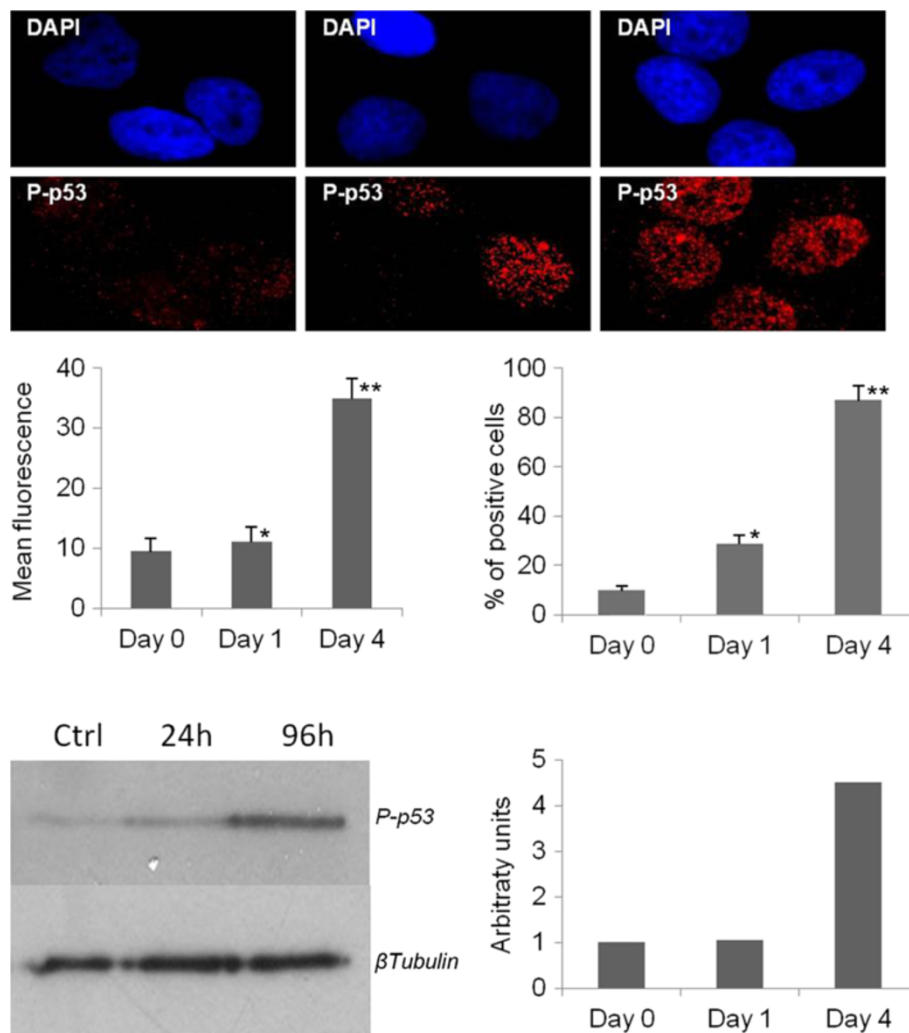 DAPI DAPI DAPI
P-p53 P-p53 P-p53
Mean fluorescence
40
30
20
10
0
*
**
Day 0 Day 1 Day 4
% of positive cells
100
80
60
40
20
0
*
**
Day 0 Day 1 Day 4
Ctrl 24h 96h
P-p53
βTubulin
Arbitraty units
5
4
3
2
1
0
Day 0 Day 1 Day 4